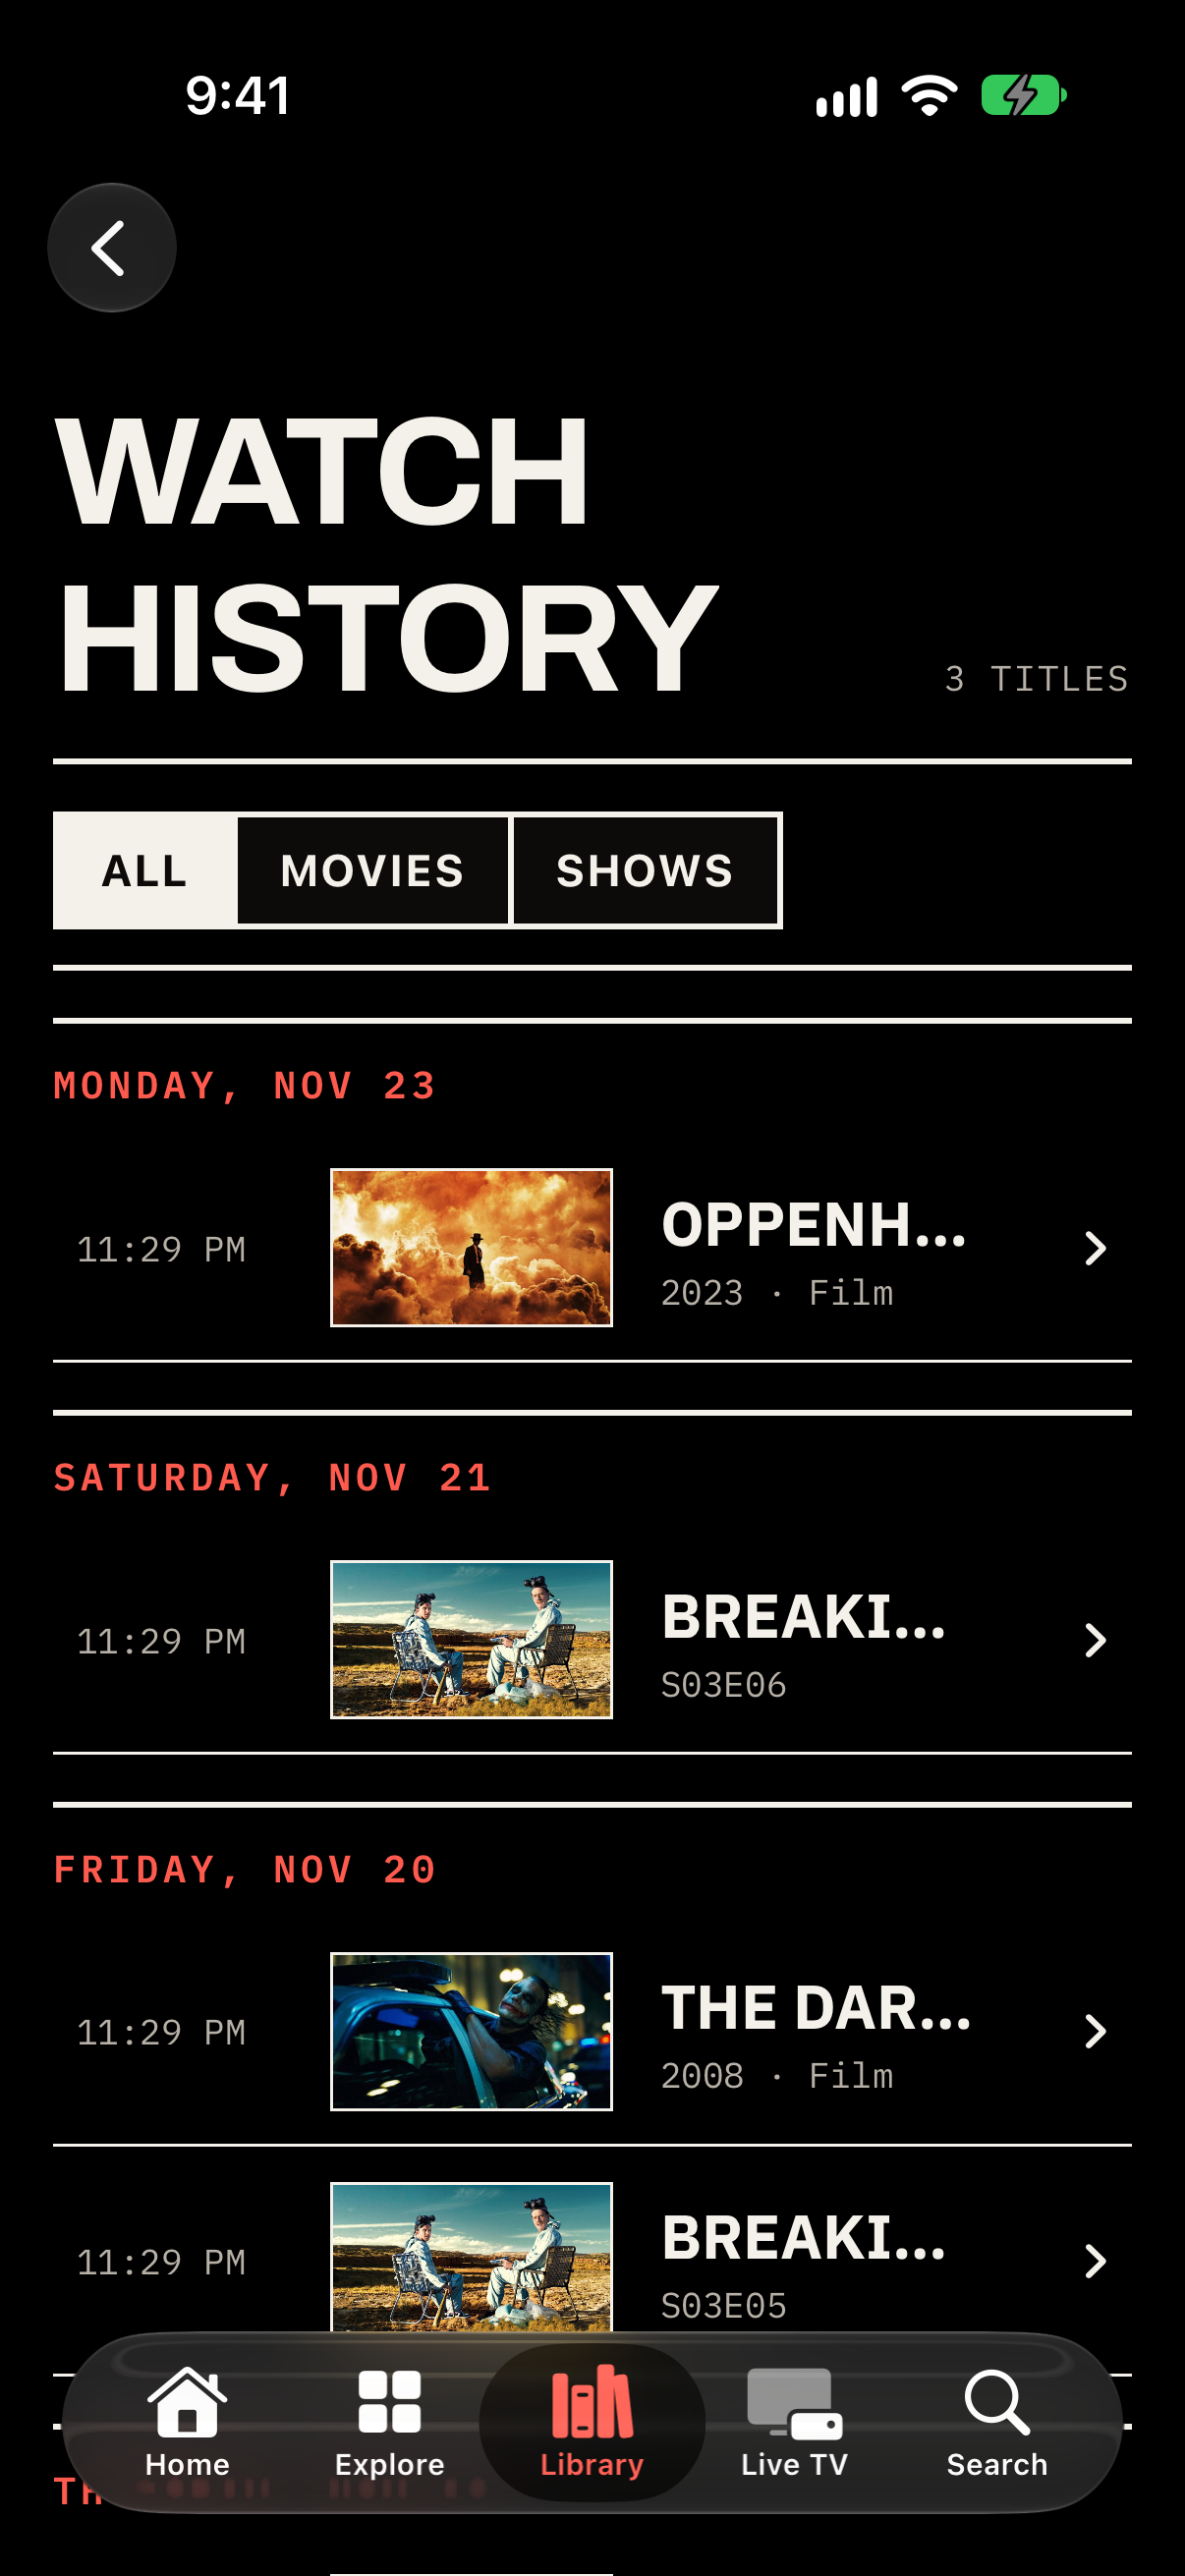 9:41
WATCH
HISTORY
3 TITLES
ALL MOVIES SHOWS
MONDAY, NOV 23
11:29 PM
OPPENH...
2023 · Film
SATURDAY, NOV 21
11:29 PM
BREAKI...
S03E06
FRIDAY, NOV 20
11:29 PM
THE DAR...
2008 · Film
11:29 PM
BREAKI...
S03E05
Home Explore Library Live TV Search